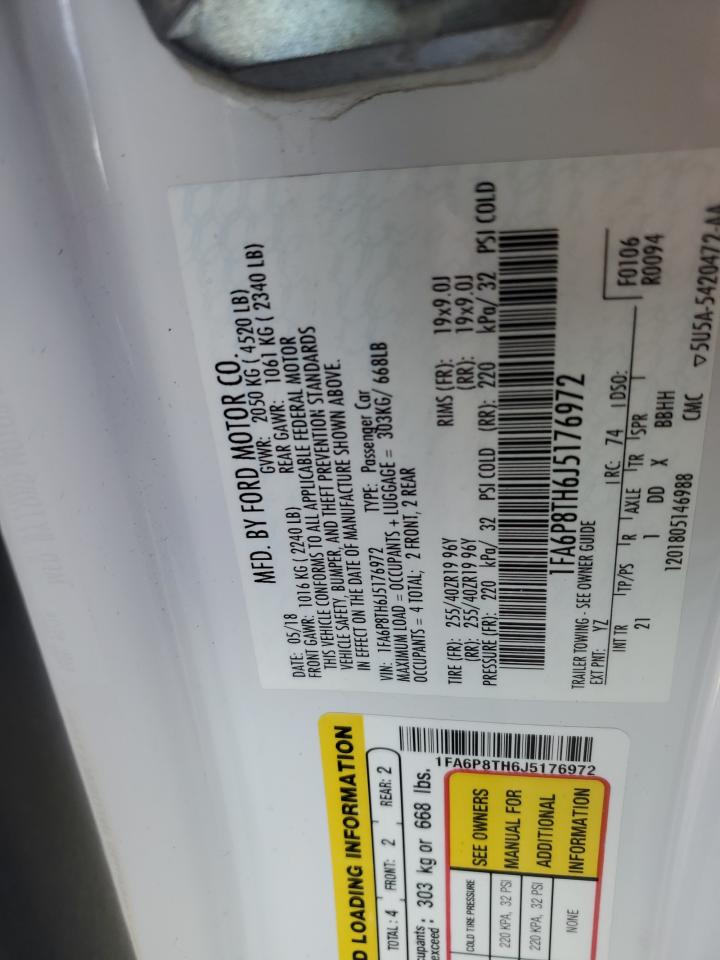 MFD. BY FORD MOTOR CO.
DATE: 05/18 GVWR: 2050 KG ( 4520 LB)
FRONT GAWR: 1016 KG ( 2240 LB) REAR GAWR: 1061 KG ( 2340 LB)
THIS VEHICLE CONFORMS TO ALL APPLICABLE FEDERAL MOTOR
VEHICLE SAFETY, BUMPER, AND THEFT PREVENTION STANDARDS
IN EFFECT ON THE DATE OF MANUFACTURE SHOWN ABOVE.
VIN: 1FA6P8TH6J5176972 TYPE: Passenger Car
MAXIMUM LOAD = OCCUPANTS + LUGGAGE = 303KG/ 668LB
OCCUPANTS = 4 TOTAL; 2 FRONT, 2 REAR
TIRE (FR): 255/40ZR19 96Y RIMS (FR): 19x9.0J
(RR): 255/40ZR19 96Y (RR): 19x9.0J
PRESSURE (FR): 220 kPa/ 32 PSI COLD (RR): 220 kPa/ 32 PSI COLD
1FA6P8TH6J5176972
TRAILER TOWING - SEE OWNER GUIDE
EXT PNT: YZ RC: 74 DSO: F0106
R0094
INT TR TP/PS R AXLE TR SPR
21 1 DD X BBHH
1201805146988 CMC ▽5U5A-5420472-AA
D LOADING INFORMATION
TOTAL: 4 FRONT: 2 REAR: 2
cupants
exceed: 303 kg or 668 lbs.
1FA6P8TH6J5176972
COLD TIRE PRESSURE
220 KPA, 32 PSI
220 KPA, 32 PSI
NONE
SEE OWNERS
MANUAL FOR
ADDITIONAL
INFORMATION